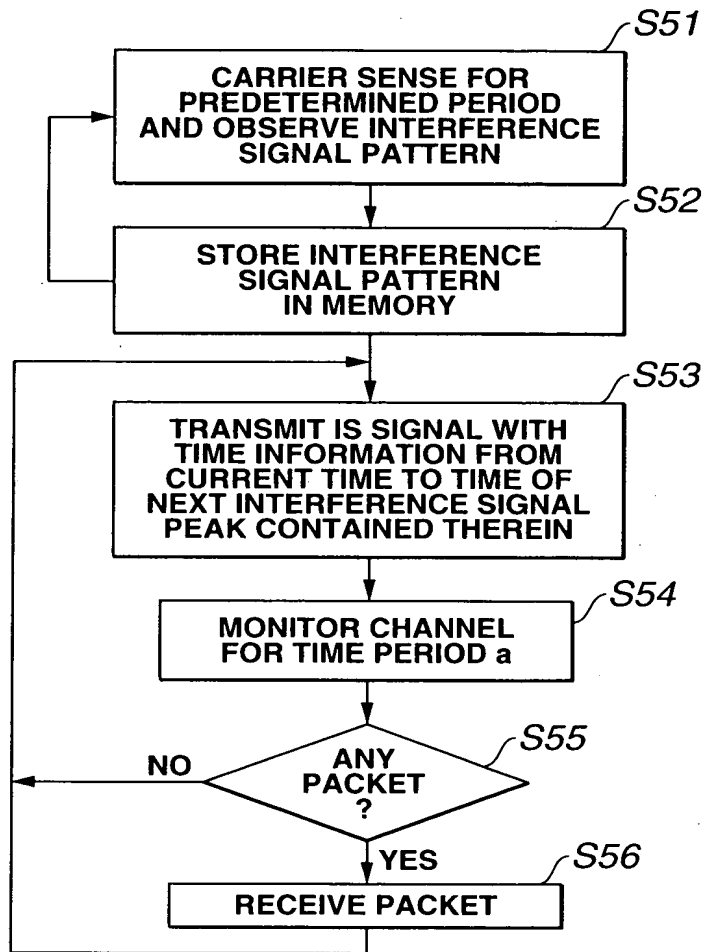 S51
CARRIER SENSE FOR
PREDETERMINED PERIOD
AND OBSERVE INTERFERENCE
SIGNAL PATTERN
S52
STORE INTERFERENCE
SIGNAL PATTERN
IN MEMORY
S53
TRANSMIT IS SIGNAL WITH
TIME INFORMATION FROM
CURRENT TIME TO TIME OF
NEXT INTERFERENCE SIGNAL
PEAK CONTAINED THEREIN
S54
MONITOR CHANNEL
FOR TIME PERIOD a
S55
ANY
PACKET
?
NO
YES
S56
RECEIVE PACKET